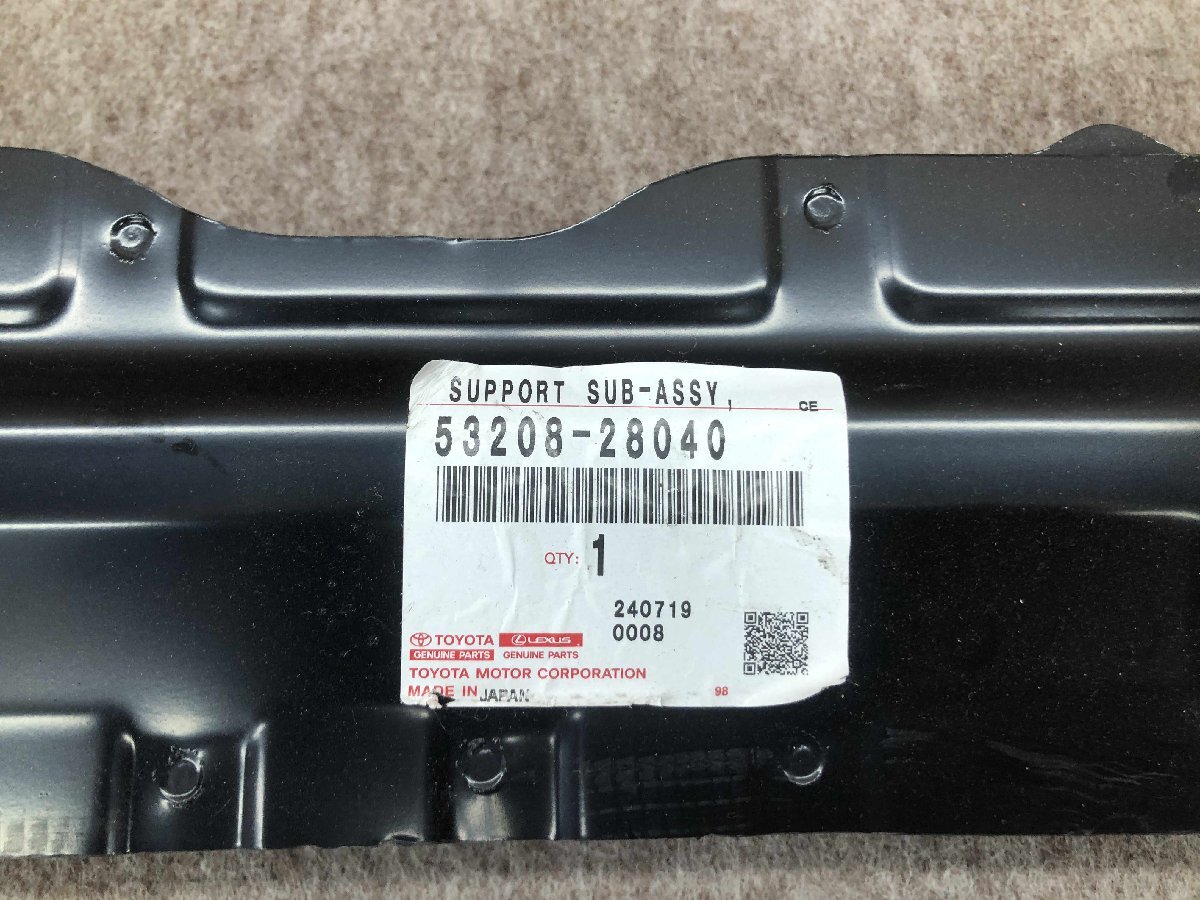 SUPPORT SUB-ASSY,
CE
53208-28040
QTY: 1
240719
0008
TOYOTA LEXUS
GENUINE PARTS GENUINE PARTS
TOYOTA MOTOR CORPORATION
MADE IN JAPAN 98